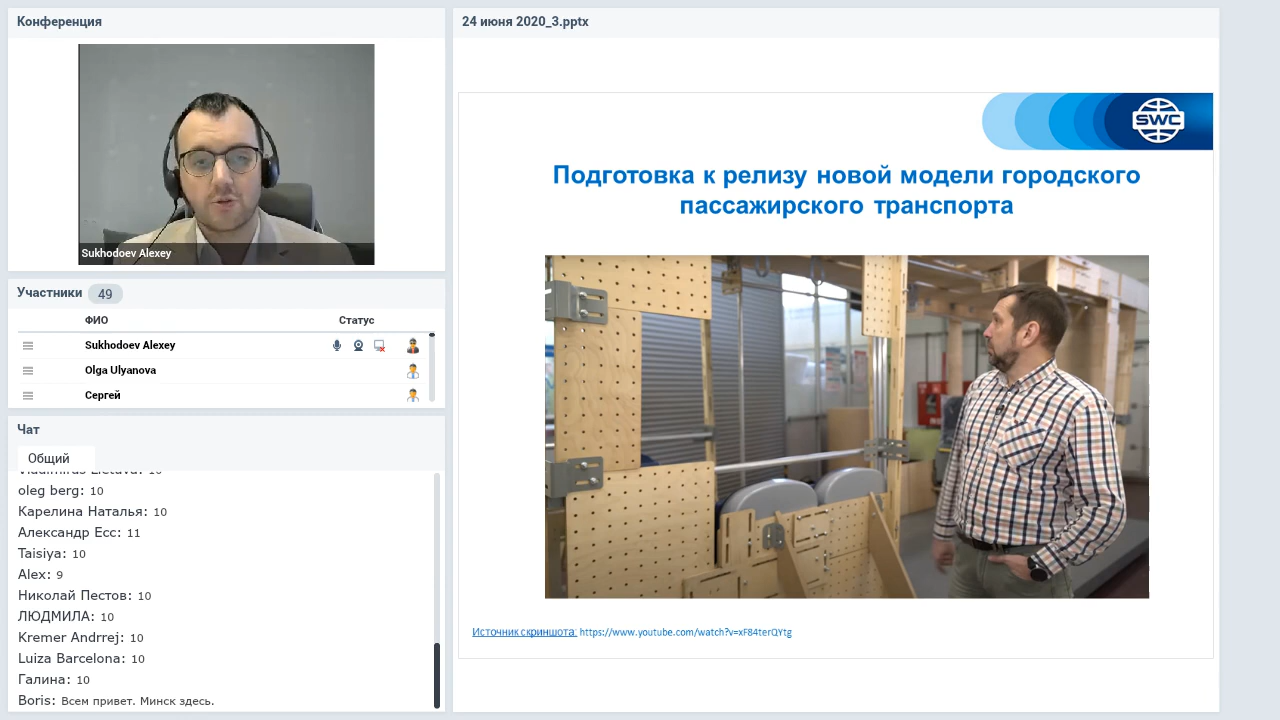 Конференция
Sukhodoev Alexey
Участники 49
ФИО Статус
Sukhodoev Alexey
Olga Ulyanova
Сергей
Чат
Общий
oleg berg: 10
Карелина Наталья: 10
Александр Есс: 11
Taisiya: 10
Alex: 9
Николай Пестов: 10
ЛЮДМИЛА: 10
Kremer Andrrej: 10
Luiza Barcelona: 10
Галина: 10
Boris: Всем привет. Минск здесь.
24 июня 2020_3.pptx
SWC
Подготовка к релизу новой модели городского
пассажирского транспорта
Источник скриншота: https://www.youtube.com/watch?v=xF84terQYtg